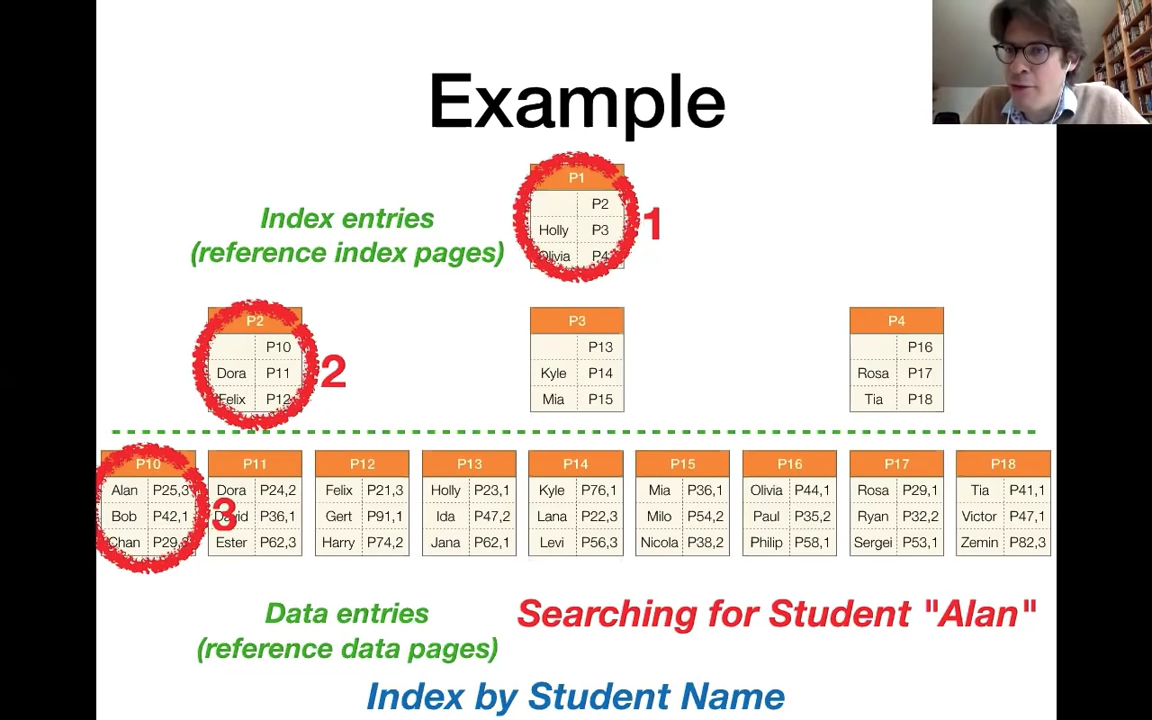 Example
Index entries
(reference index pages)
P1
P2
Holly P3
Olivia P4
1
P2
P10
Dora P11
Felix P12
2
P3
P13
Kyle P14
Mia P15
P4
P16
Rosa P17
Tia P18
P10
Alan P25,3
Bob P42,1
Chan
3
P11
Dora P24,2
David P36,1
Ester P62,3
P12
Felix P21,3
Gert P91,1
Harry P74,2
P13
Holly P23,1
Ida P47,2
Jana P62,1
P14
Kyle P76,1
Lana P22,3
Levi P56,3
P15
Mia P36,1
Milo P54,2
Nicola P38,2
P16
Olivia P44,1
Paul P35,2
Philip P58,1
P17
Rosa P29,1
Ryan P32,2
Sergei P53,1
P18
Tia P41,1
Victor P47,1
Zemin P82,3
Data entries
(reference data pages)
Searching for Student "Alan"
Index by Student Name